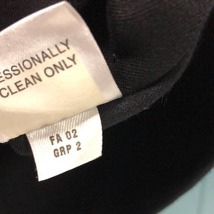 ESSIONALLY
CLEAN ONLY
FA 02
GRP 2